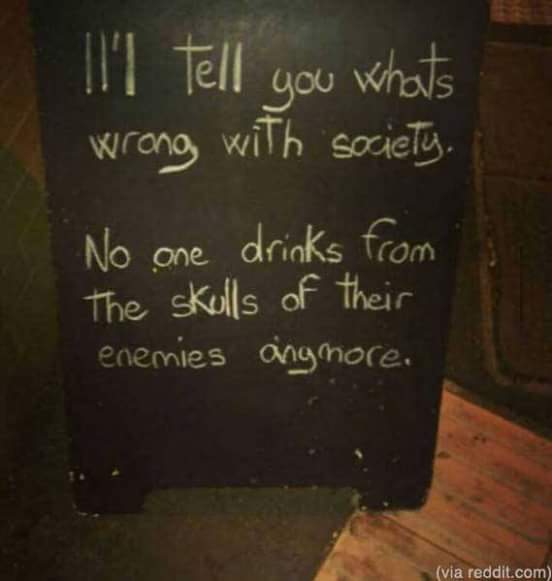 II'l Tell you whats
wrong with society.
No one drinks from
The skulls of their
enemies anymore.
(via reddit.com)